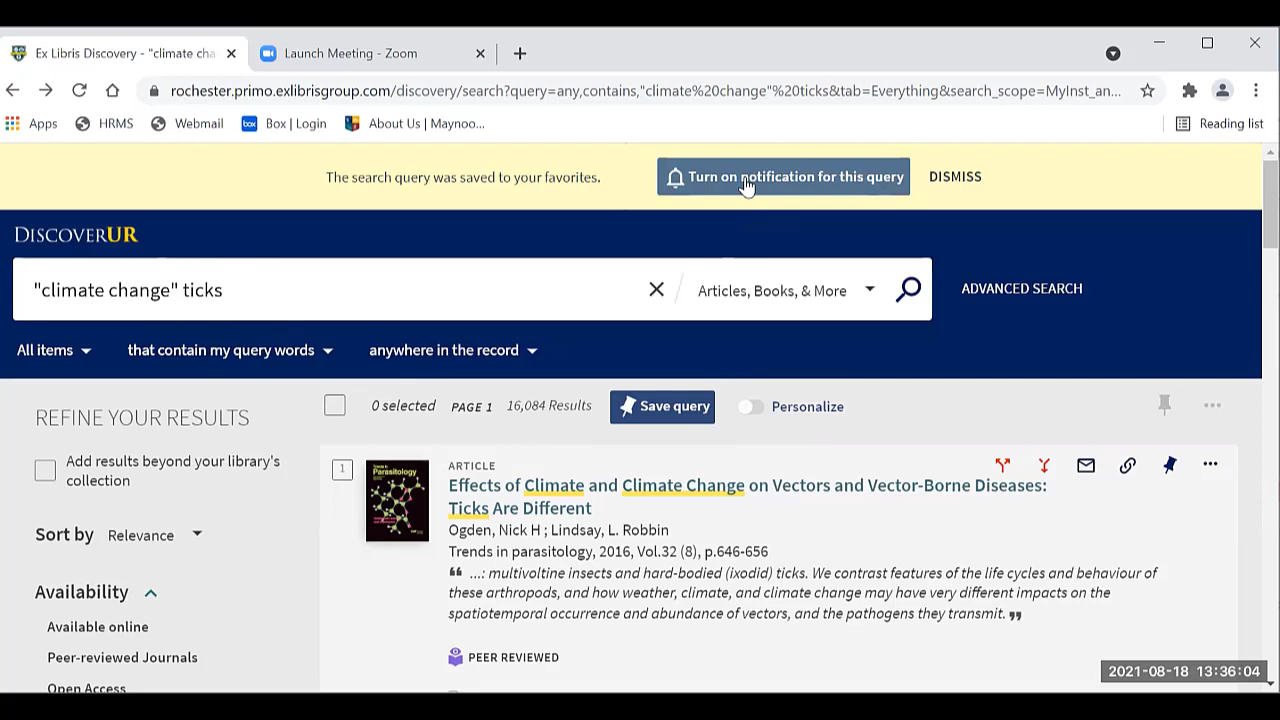 Ex Libris Discovery - "climate cha
Launch Meeting - Zoom
rochester.primo.exlibrisgroup.com/discovery/search?query=any,contains,"climate%20change"%20ticks&tab=Everything&search_scope=MyInst_an...
Apps
HRMS
Webmail
box
Box | Login
About Us | Maynoo...
Reading list
The search query was saved to your favorites.
Turn on notification for this query
DISMISS
DISCOVERUR
"climate change" ticks
Articles, Books, & More
ADVANCED SEARCH
All items
that contain my query words
anywhere in the record
REFINE YOUR RESULTS
0 selected
PAGE 1
16,084 Results
Save query
Personalize
Add results beyond your library's
collection
Sort by
Relevance
Availability
Available online
Peer-reviewed Journals
Open Access
1
Parasitology
ARTICLE
Effects of Climate and Climate Change on Vectors and Vector-Borne Diseases:
Ticks Are Different
Ogden, Nick H ; Lindsay, L. Robbin
Trends in parasitology, 2016, Vol.32 (8), p.646-656
❝ ...: multivoltine insects and hard-bodied (ixodid) ticks. We contrast features of the life cycles and behaviour of
these arthropods, and how weather, climate, and climate change may have very different impacts on the
spatiotemporal occurrence and abundance of vectors, and the pathogens they transmit. ❞
PEER REVIEWED
2021-08-18 13:36:04